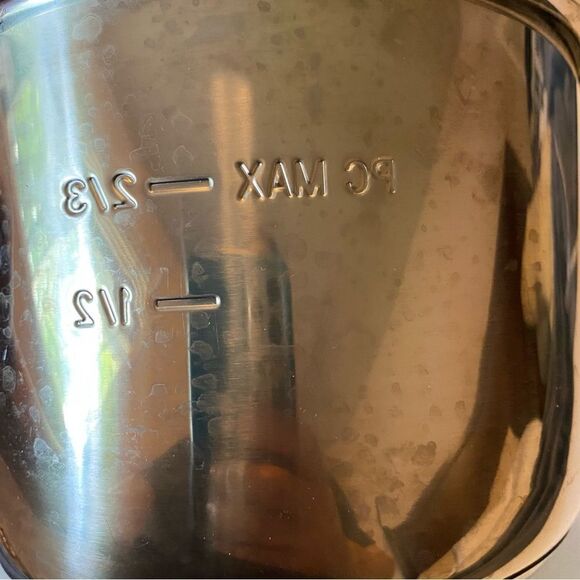 PC MAX — 2/3
— 1/2